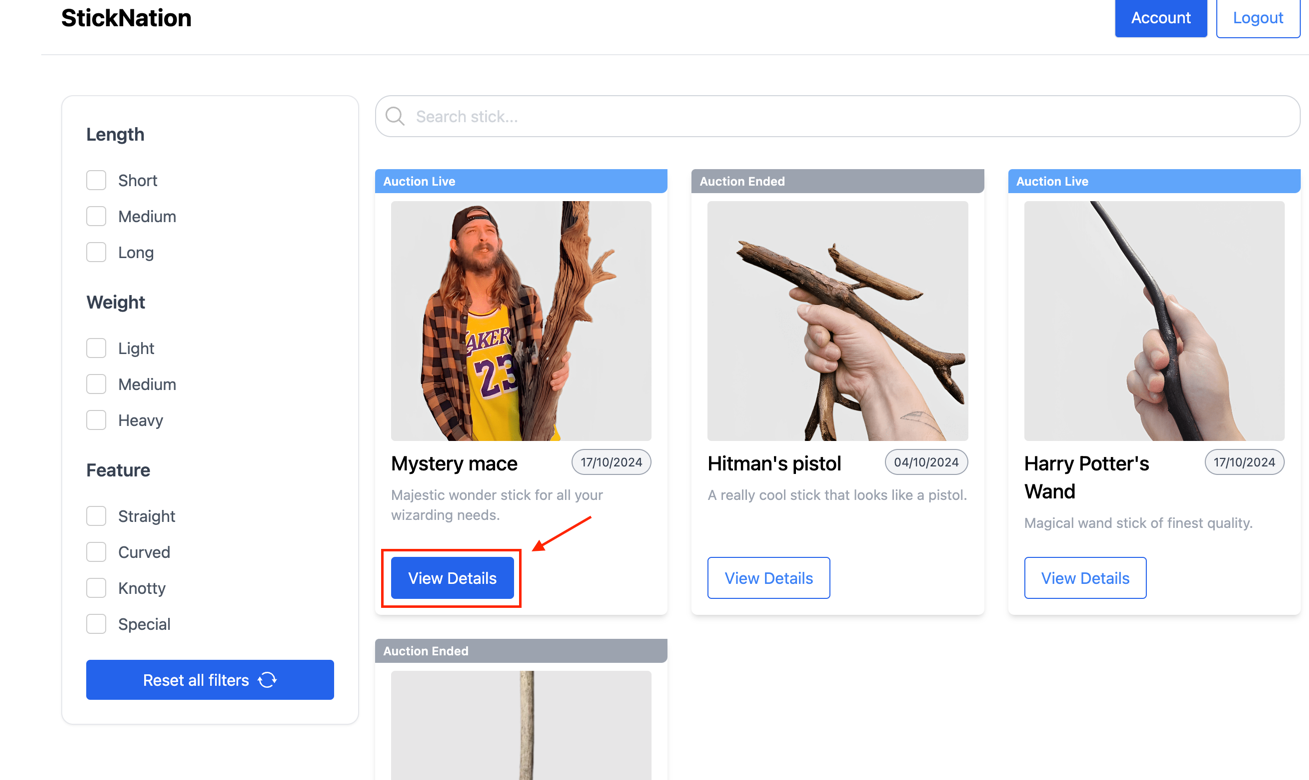 StickNation
Account
Logout
Length
Short
Medium
Long
Weight
Light
Medium
Heavy
Feature
Straight
Curved
Knotty
Special
Reset all filters
Search stick...
Auction Live
AKER
23
Mystery mace
17/10/2024
Majestic wonder stick for all your
wizarding needs.
View Details
Auction Ended
Hitman's pistol
04/10/2024
A really cool stick that looks like a pistol.
View Details
Auction Live
Harry Potter's
Wand
17/10/2024
Magical wand stick of finest quality.
View Details
Auction Ended